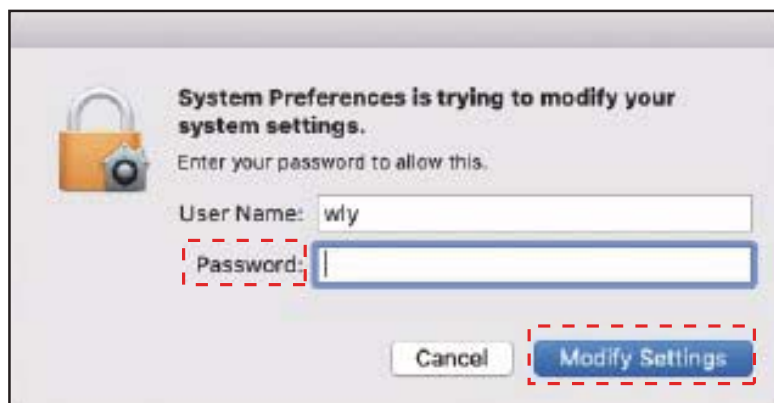 System Preferences is trying to modify your
system settings.
Enter your password to allow this.
User Name: wly
Password:
Cancel Modify Settings